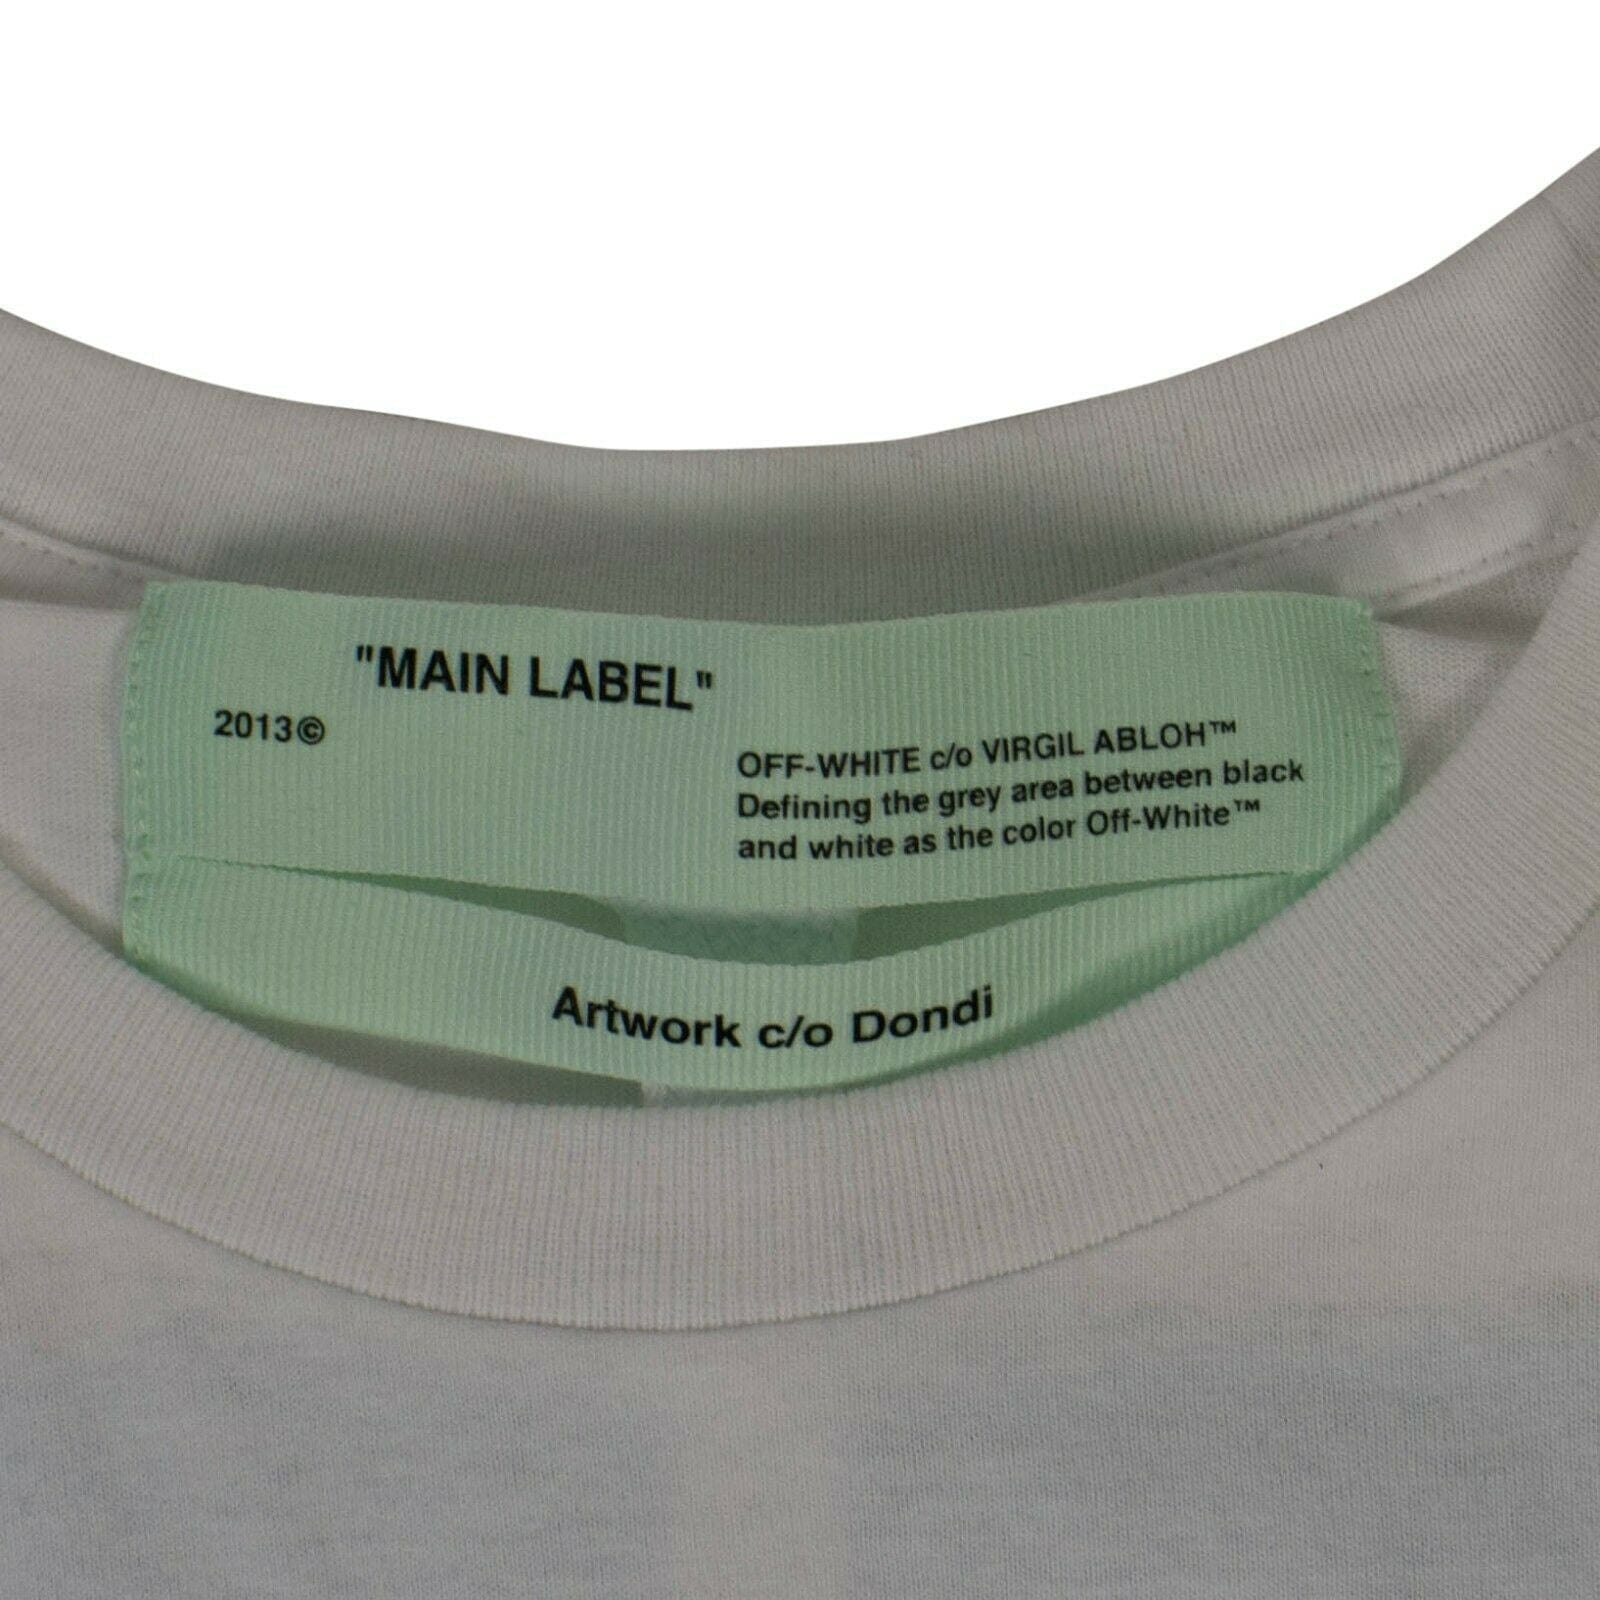 "MAIN LABEL"
2013©
OFF-WHITE c/o VIRGIL ABLOH™
Defining the grey area between black
and white as the color Off-White™
Artwork c/o Dondi